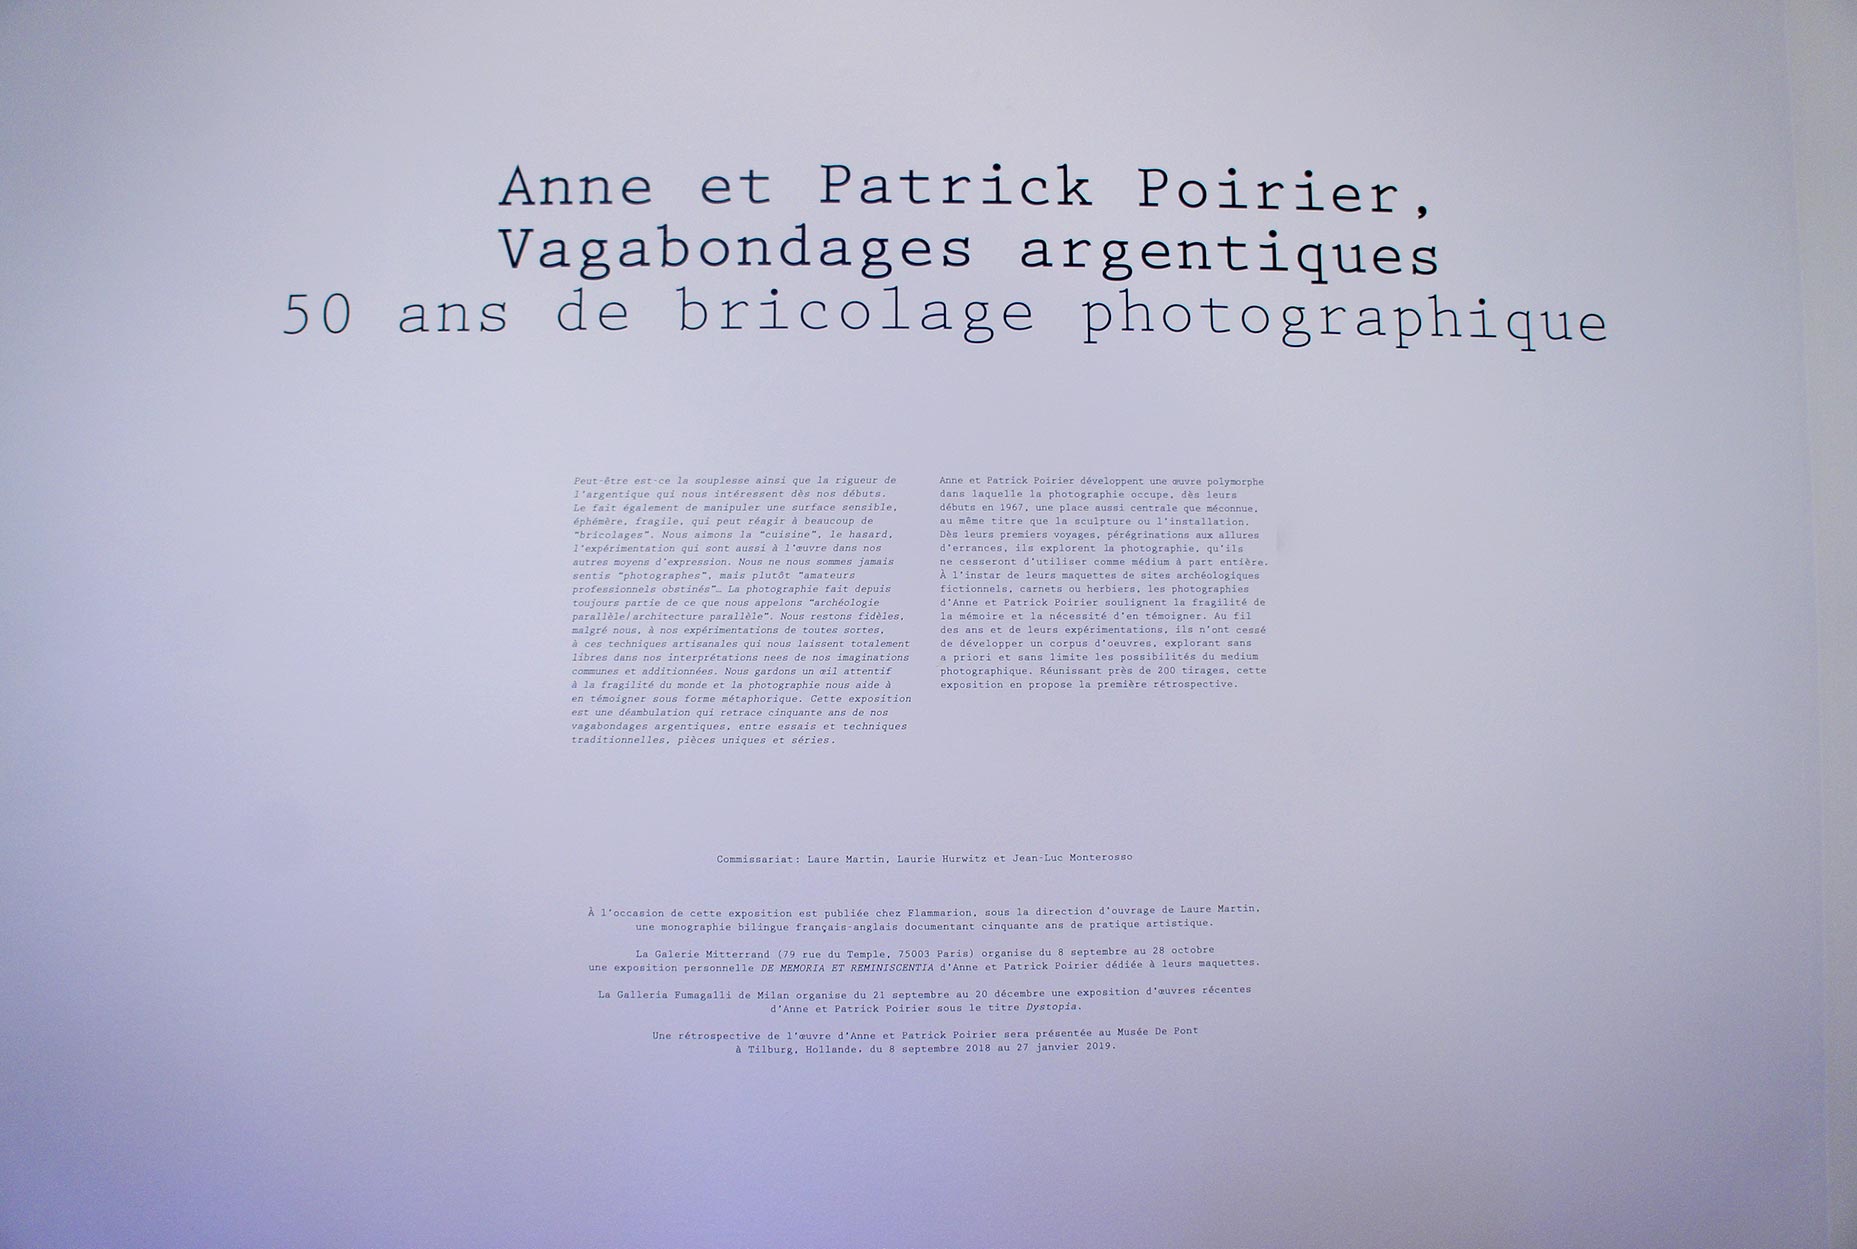 Anne et Patrick Poirier,
Vagabondages argentiques
50 ans de bricolage photographique
Peut-être est-ce la souplesse ainsi que la rigueur de
l'argentique qui nous intéressent dès nos débuts.
Le fait également de manipuler une surface sensible,
éphémère, fragile, qui peut réagir à beaucoup de
"bricolages". Nous aimons la "cuisine", le hasard,
l'expérimentation qui sont aussi à l'œuvre dans nos
autres moyens d'expression. Nous ne nous sommes jamais
sentis "photographes", mais plutôt "amateurs
professionnels obstinés"… La photographie fait depuis
toujours partie de ce que nous appelons "archéologie
parallèle/architecture parallèle". Nous restons fidèles,
malgré nous, à nos expérimentations de toutes sortes,
à ces techniques artisanales qui nous laissent totalement
libres dans nos interprétations nees de nos imaginations
communes et additionnées. Nous gardons un œil attentif
à la fragilité du monde et la photographie nous aide à
en témoigner sous forme métaphorique. Cette exposition
est une déambulation qui retrace cinquante ans de nos
vagabondages argentiques, entre essais et techniques
traditionnelles, pièces uniques et séries.
Anne et Patrick Poirier développent une œuvre polymorphe
dans laquelle la photographie occupe, dès leurs
débuts en 1967, une place aussi centrale que méconnue,
au même titre que la sculpture ou l'installation.
Dès leurs premiers voyages, pérégrinations aux allures
d'errances, ils explorent la photographie, qu'ils
ne cesseront d'utiliser comme médium à part entière.
À l'instar de leurs maquettes de sites archéologiques
fictionnels, carnets ou herbiers, les photographies
d'Anne et Patrick Poirier soulignent la fragilité de
la mémoire et la nécessité d'en témoigner. Au fil
des ans et de leurs expérimentations, ils n'ont cessé
de développer un corpus d'oeuvres, explorant sans
a priori et sans limite les possibilités du medium
photographique. Réunissant près de 200 tirages, cette
exposition en propose la première rétrospective.
Commissariat: Laure Martin, Laurie Hurwitz et Jean-Luc Monterosso
À l'occasion de cette exposition est publiée chez Flammarion, sous la direction d'ouvrage de Laure Martin,
une monographie bilingue français-anglais documentant cinquante ans de pratique artistique.
La Galerie Mitterrand (79 rue du Temple, 75003 Paris) organise du 8 septembre au 28 octobre
une exposition personnelle DE MEMORIA ET REMINISCENTIA d'Anne et Patrick Poirier dédiée à leurs maquettes.
La Galleria Fumagalli de Milan organise du 21 septembre au 20 décembre une exposition d'œuvres récentes
d'Anne et Patrick Poirier sous le titre Dystopia.
Une rétrospective de l'œuvre d'Anne et Patrick Poirier sera présentée au Musée De Pont
à Tilburg, Hollande, du 8 septembre 2018 au 27 janvier 2019.